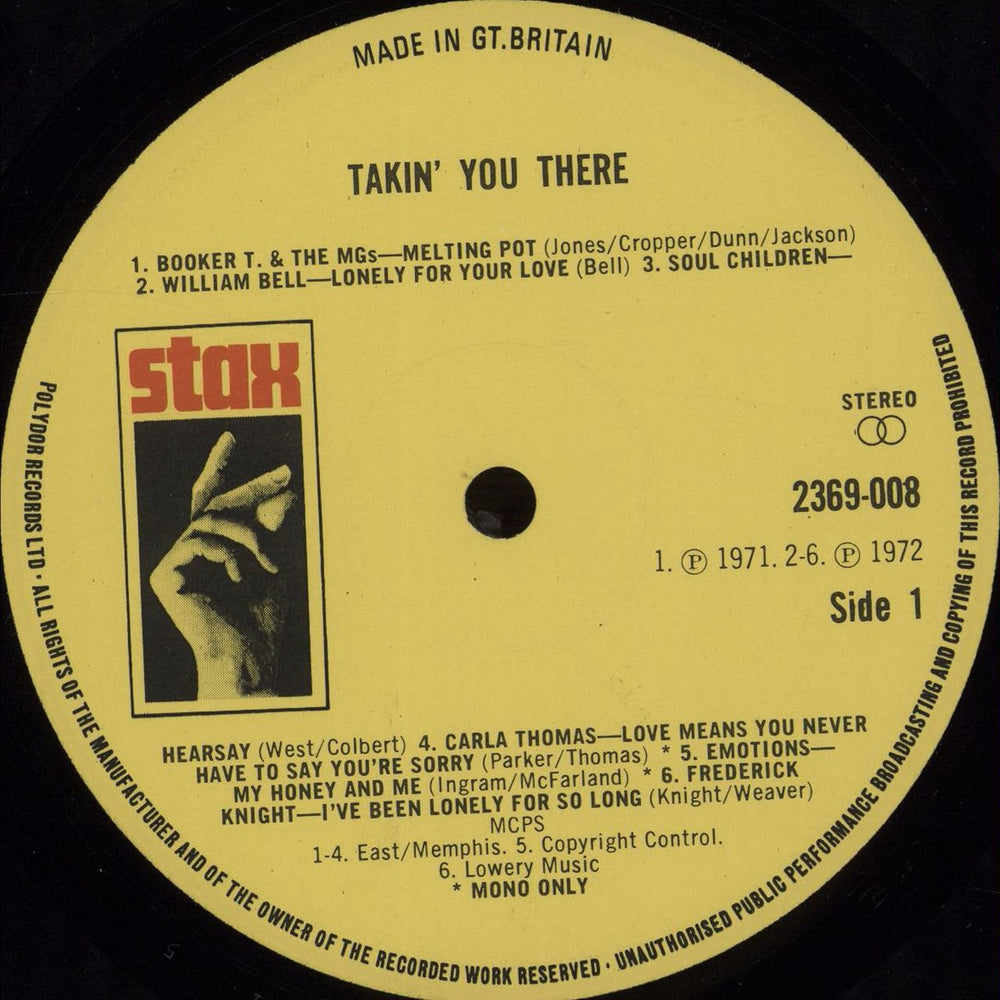 MADE IN GT.BRITAIN
TAKIN' YOU THERE
1. BOOKER T. & THE MGs—MELTING POT (Jones/Cropper/Dunn/Jackson)
2. WILLIAM BELL—LONELY FOR YOUR LOVE (Bell) 3. SOUL CHILDREN—
stax
STEREO
2369-008
1. Ⓟ 1971. 2-6. Ⓟ 1972
Side 1
HEARSAY (West/Colbert) 4. CARLA THOMAS—LOVE MEANS YOU NEVER
HAVE TO SAY YOU'RE SORRY (Parker/Thomas) * 5. EMOTIONS—
MY HONEY AND ME (Ingram/McFarland) * 6. FREDERICK
KNIGHT—I'VE BEEN LONELY FOR SO LONG (Knight/Weaver)
MCPS
1-4. East/Memphis. 5. Copyright Control.
6. Lowery Music
* MONO ONLY
POLYDOR RECORDS LTD · ALL RIGHTS OF THE MANUFACTURER AND OF THE OWNER OF THE RECORDED WORK RESERVED · UNAUTHORISED PUBLIC PERFORMANCE BROADCASTING AND COPYING OF THIS RECORD PROHIBITED